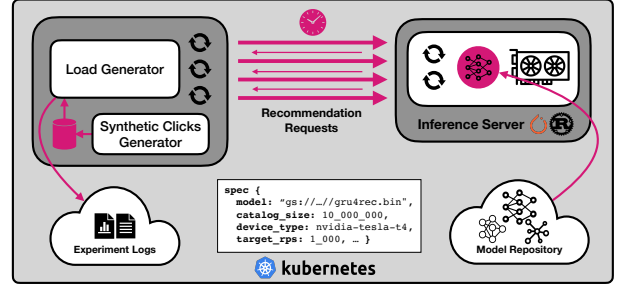 Load Generator
Synthetic Clicks
Generator
Recommendation
Requests
Inference Server
Experiment Logs
spec {
model: “gs://…//gru4rec.bin",
catalog_size: 10_000_000,
device_type: nvidia-tesla-t4,
target_rps: 1_000, … }
Model Repository
kubernetes